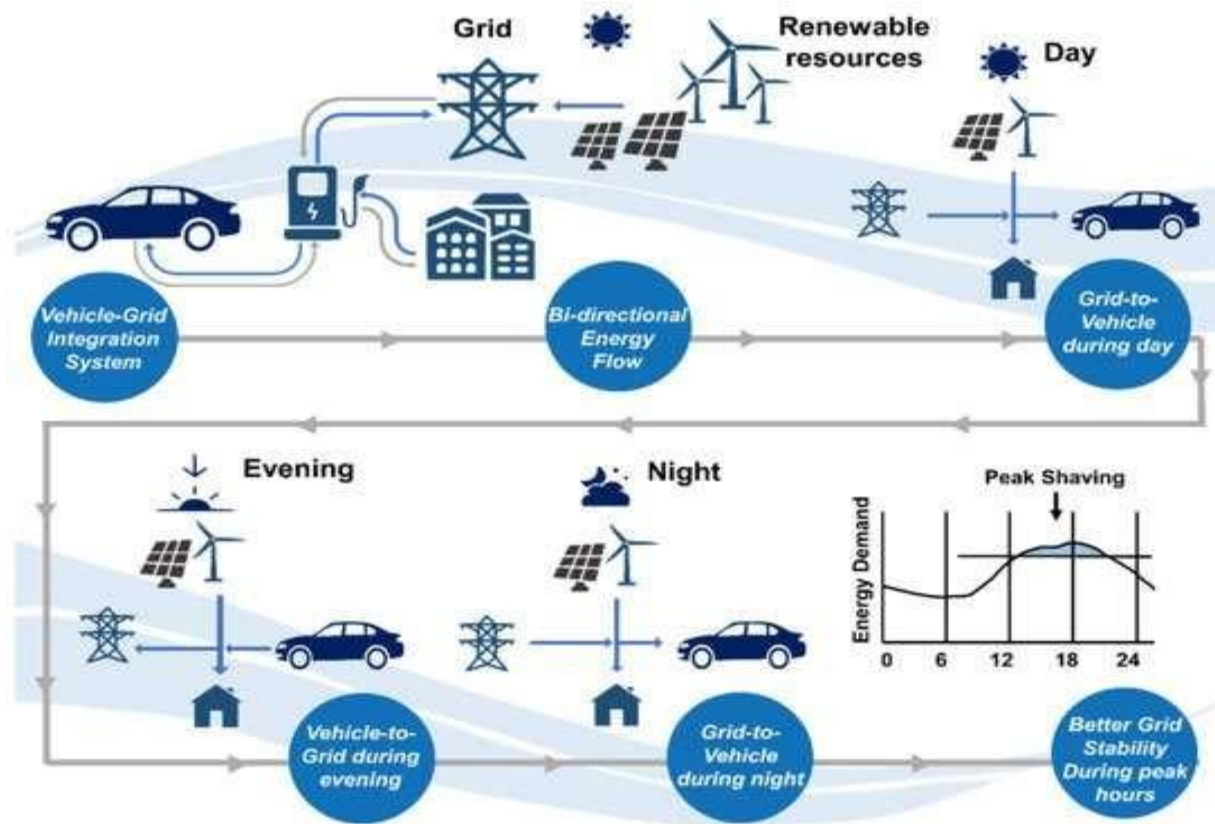 Grid
Renewable
resources
Day
Vehicle-Grid
Integration
System
Bi-directional
Energy
Flow
Grid-to-
Vehicle
during day
Evening
Night
Peak Shaving
Energy Demand
0 6 12 18 24
Vehicle-to-
Grid during
evening
Grid-to-
Vehicle
during night
Better Grid
Stability
During peak
hours